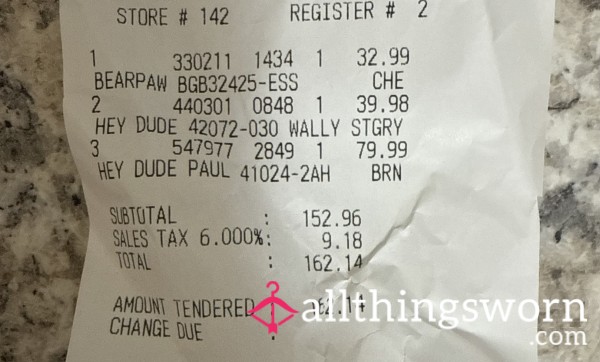 STORE # 142 REGISTER # 2
1 330211 1434 1 32.99
BEARPAW BGB32425-ESS CHE
2 440301 0848 1 39.98
HEY DUDE 42072-030 WALLY STGRY
3 547977 2849 1 79.99
HEY DUDE PAUL 41024-2AH BRN
SUBTOTAL : 152.96
SALES TAX 6.000%: 9.18
TOTAL : 162.14
AMOUNT TENDERED
CHANGE DUE :
allthingsworn
.com